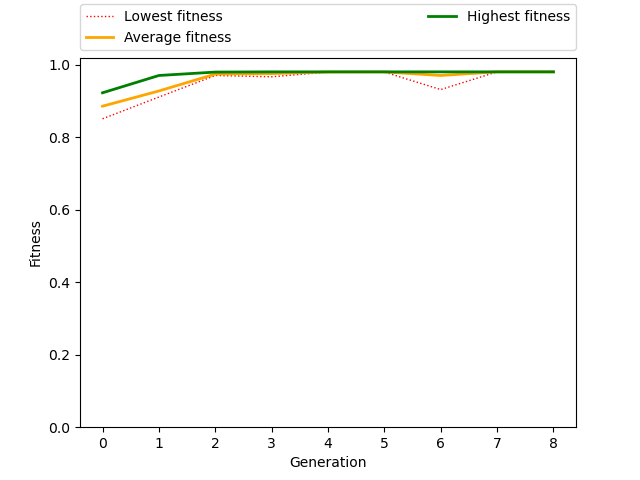 Lowest fitness
Average fitness
Highest fitness
1.0
0.8
0.6
0.4
0.2
0.0
Fitness
0 1 2 3 4 5 6 7 8
Generation